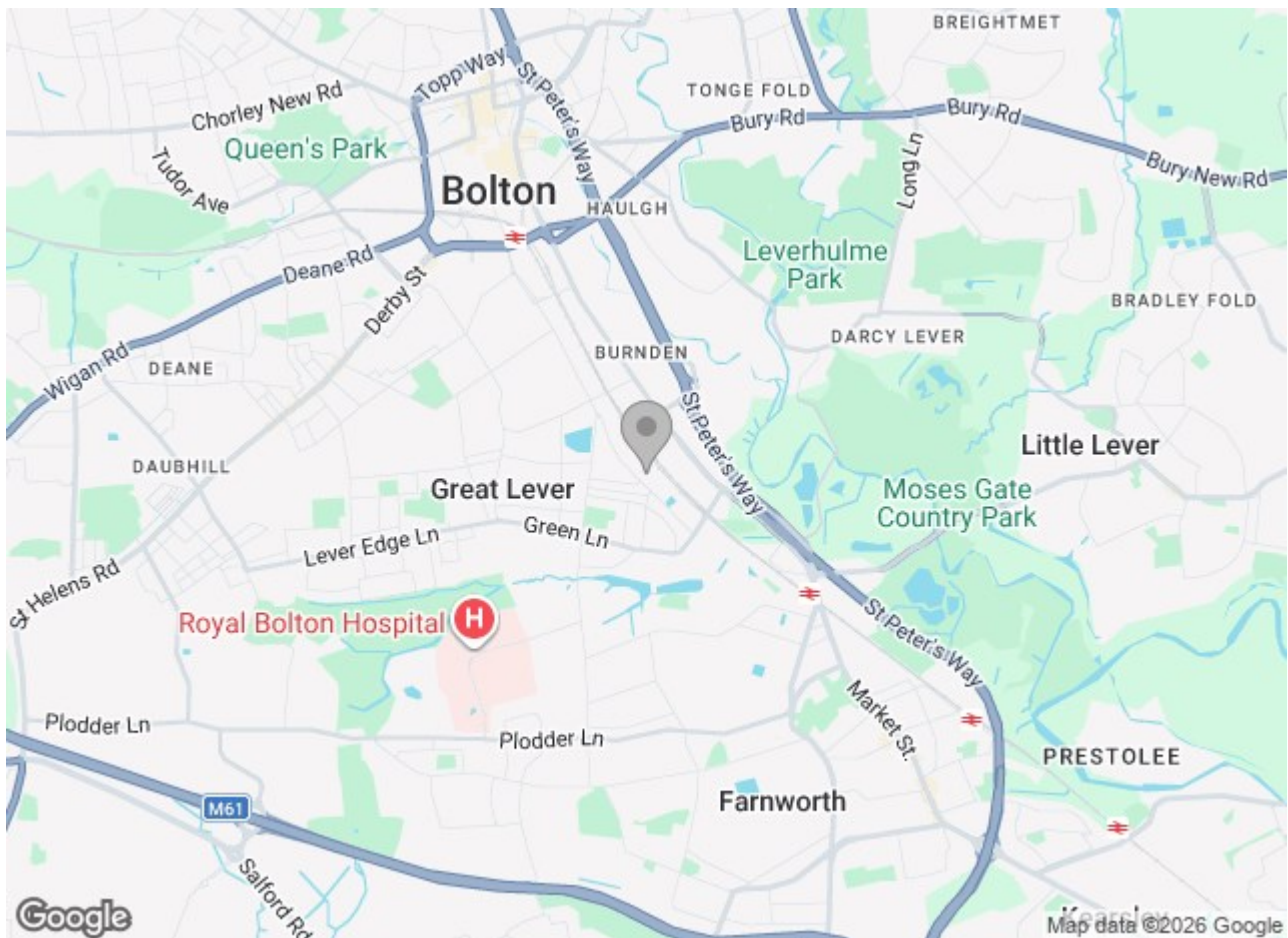 BREIGHTMET
Topp Way
St Peter's Way
TONGE FOLD
Chorley New Rd
Bury Rd
Bury Rd
Queen's Park
Long Ln
Bury New Rd
Tudor Ave
Bolton
HAULGH
Leverhulme
Park
Deane Rd
Derby St
BRADLEY FOLD
DARCY LEVER
BURNDEN
Wigan Rd
DEANE
St Peter's Way
Little Lever
DAUBHILL
Great Lever
Moses Gate
Country Park
Green Ln
Lever Edge Ln
St Helens Rd
Royal Bolton Hospital
H
St Peter's Way
Plodder Ln
Market St.
Plodder Ln
PRESTOLEE
Farnworth
M61
Salford Rd
Kearsley
Google
Map data ©2026 Google